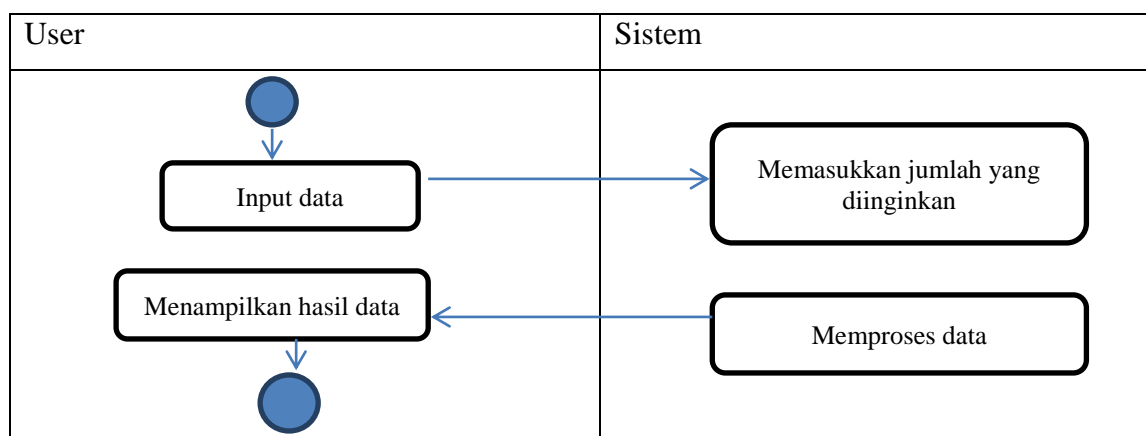 User
Sistem
Input data
Memasukkan jumlah yang
diinginkan
Menampilkan hasil data
Memproses data